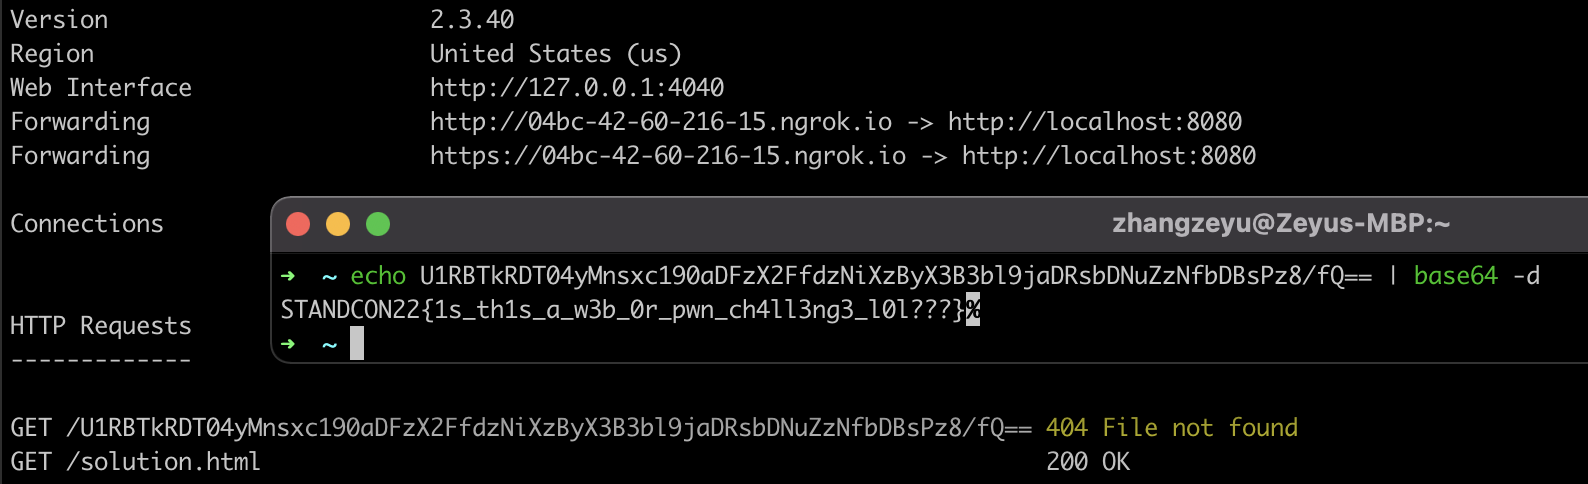 Version 2.3.40
Region United States (us)
Web Interface http://127.0.0.1:4040
Forwarding http://04bc-42-60-216-15.ngrok.io -> http://localhost:8080
Forwarding https://04bc-42-60-216-15.ngrok.io -> http://localhost:8080
Connections
zhangzeyu@Zeyus-MBP:~
➜ ~ echo U1RBTkRDT04yMnsxc190aDFzX2FfdzNiXzByX3B3bl9jaDRsbDNuZzNfbDBsPz8/fQ== | base64 -d
STANDCON22{1s_th1s_a_w3b_0r_pwn_ch4ll3ng3_l0l???}%
➜ ~
HTTP Requests
-------------
GET /U1RBTkRDT04yMnsxc190aDFzX2FfdzNiXzByX3B3bl9jaDRsbDNuZzNfbDBsPz8/fQ== 404 File not found
GET /solution.html 200 OK